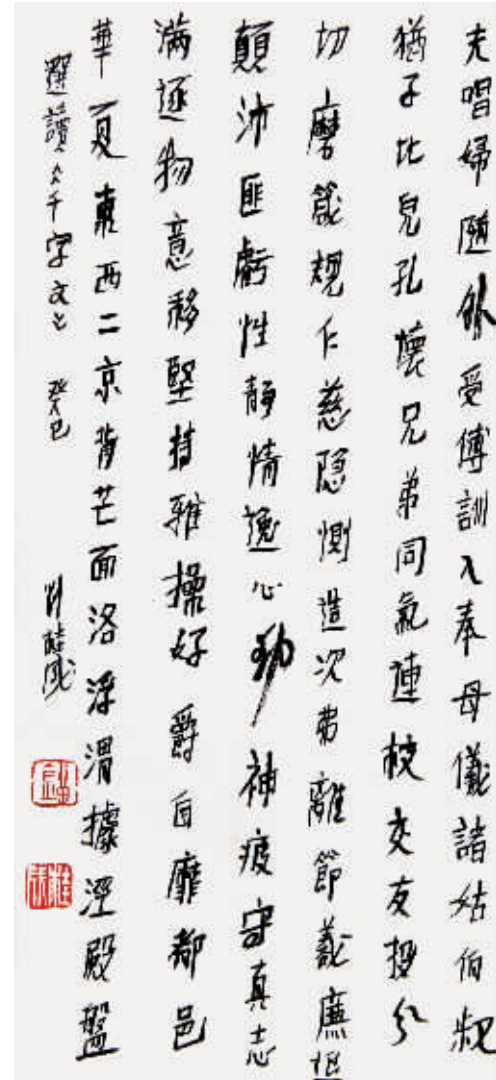 夫唱婦隨外受傅訓入奉母儀諸姑伯叔
猶子比兒孔懷兄弟同氣連枝交友投分
切磨箴規仁慈隐惻造次弗離節義廉退
顛沛匪虧性靜情逸心動神疲守真志
滿逐物意移堅持雅操好爵自靡都邑
華夏東西二京背芒面洛浮渭據涇殿盤
選讀《千字文》 癸巳